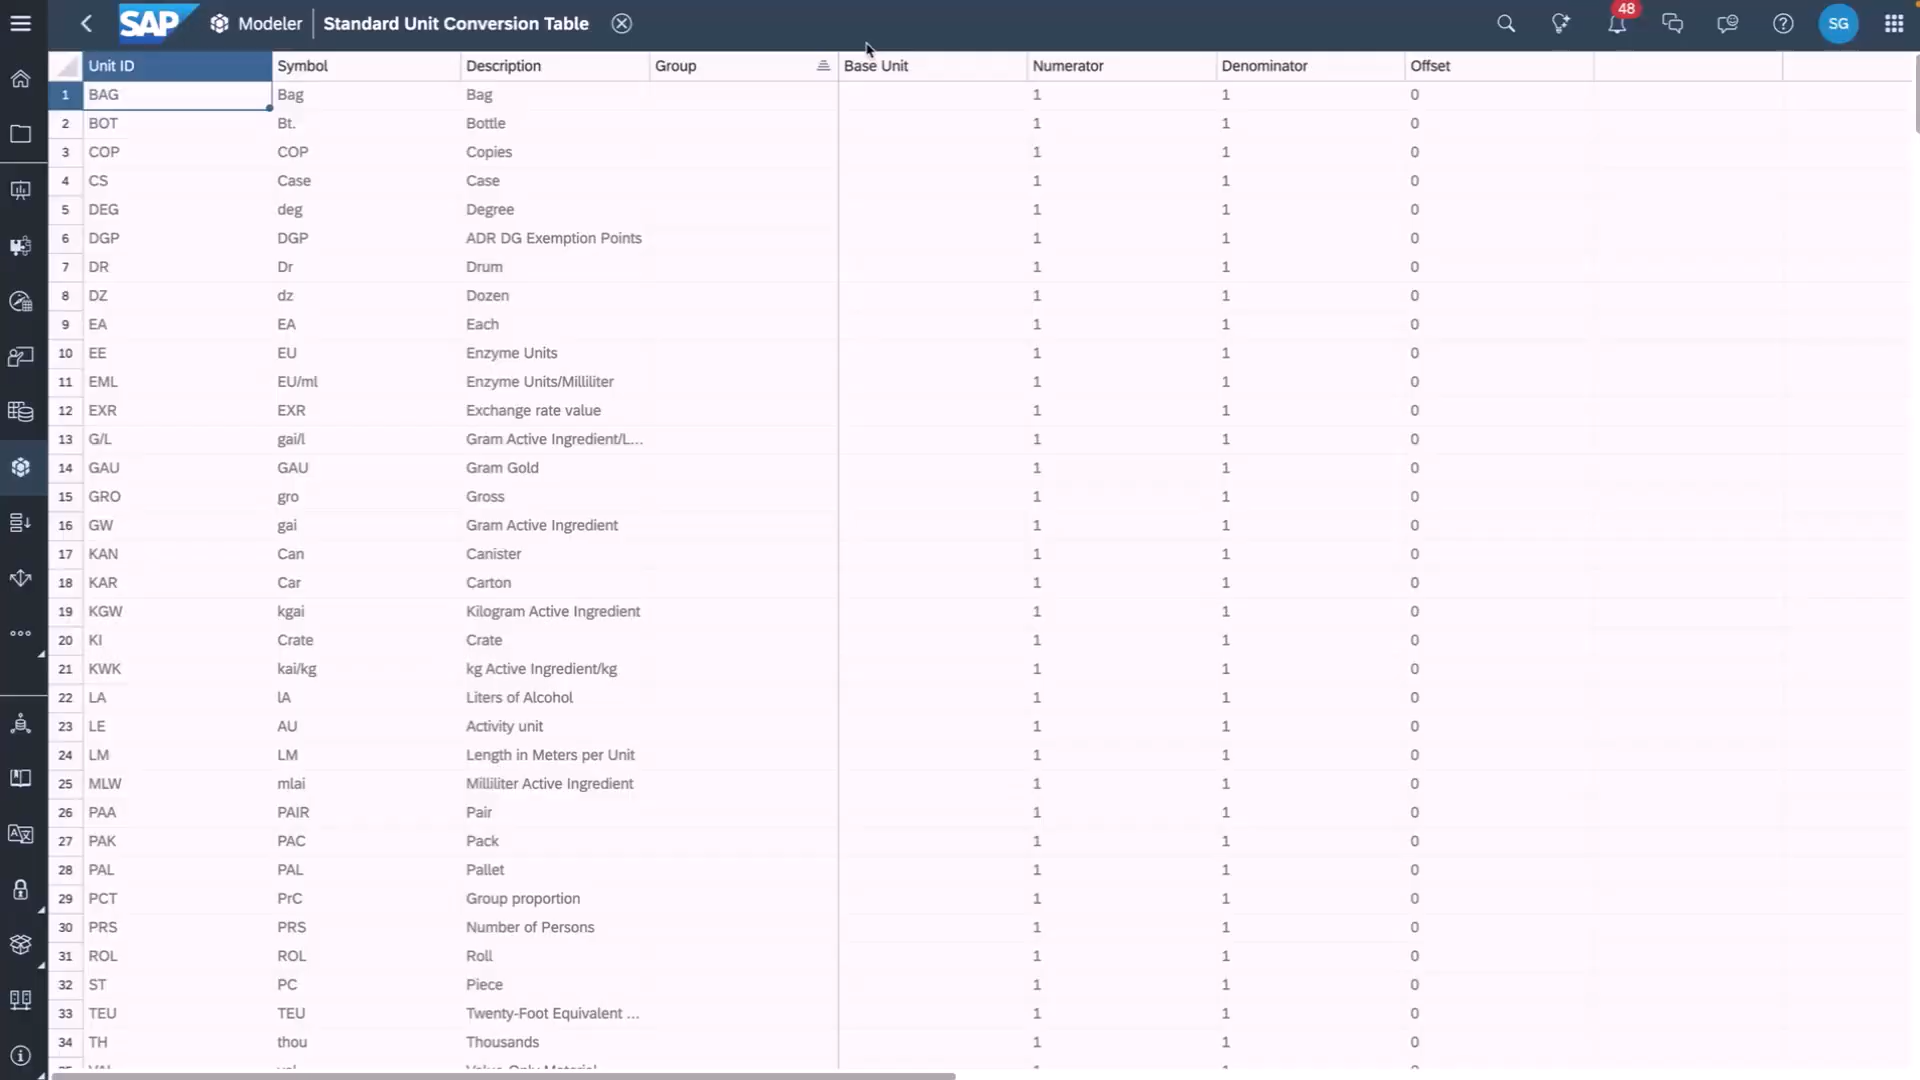 SAP Modeler Standard Unit Conversion Table 48 SG
Unit ID Symbol Description Group Base Unit Numerator Denominator Offset
1 BAG Bag Bag 1 1 0
2 BOT Bt. Bottle 1 1 0
3 COP COP Copies 1 1 0
4 CS Case Case 1 1 0
5 DEG deg Degree 1 1 0
6 DGP DGP ADR DG Exemption Points 1 1 0
7 DR Dr Drum 1 1 0
8 DZ dz Dozen 1 1 0
9 EA EA Each 1 1 0
10 EE EU Enzyme Units 1 1 0
11 EML EU/ml Enzyme Units/Milliliter 1 1 0
12 EXR EXR Exchange rate value 1 1 0
13 G/L gai/l Gram Active Ingredient/L... 1 1 0
14 GAU GAU Gram Gold 1 1 0
15 GRO gro Gross 1 1 0
16 GW gai Gram Active Ingredient 1 1 0
17 KAN Can Canister 1 1 0
18 KAR Car Carton 1 1 0
19 KGW kgai Kilogram Active Ingredient 1 1 0
20 KI Crate Crate 1 1 0
21 KWK kai/kg kg Active Ingredient/kg 1 1 0
22 LA lA Liters of Alcohol 1 1 0
23 LE AU Activity unit 1 1 0
24 LM LM Length in Meters per Unit 1 1 0
25 MLW mlai Milliliter Active Ingredient 1 1 0
26 PAA PAIR Pair 1 1 0
27 PAK PAC Pack 1 1 0
28 PAL PAL Pallet 1 1 0
29 PCT PrC Group proportion 1 1 0
30 PRS PRS Number of Persons 1 1 0
31 ROL ROL Roll 1 1 0
32 ST PC Piece 1 1 0
33 TEU TEU Twenty-Foot Equivalent ... 1 1 0
34 TH thou Thousands 1 1 0